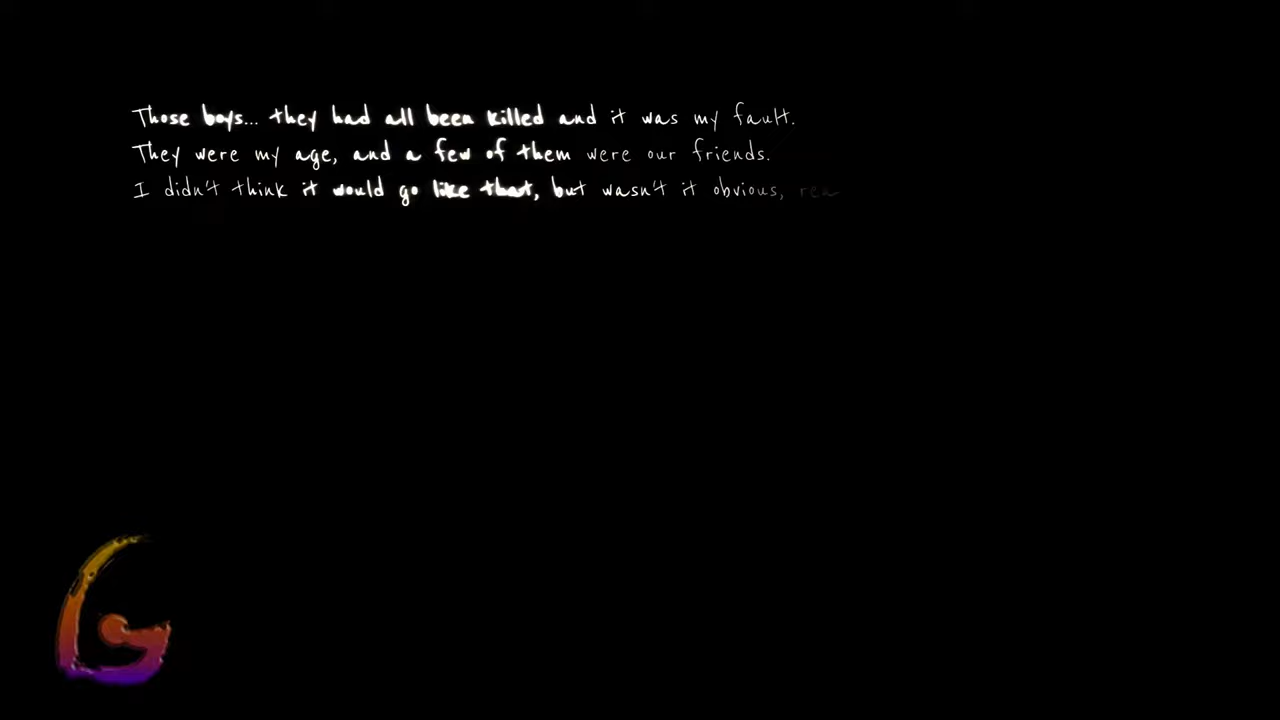 Those boys... they had all been killed and it was my fault.
They were my age, and a few of them were our friends.
I didn't think it would go like that, but wasn't it obvious, rea